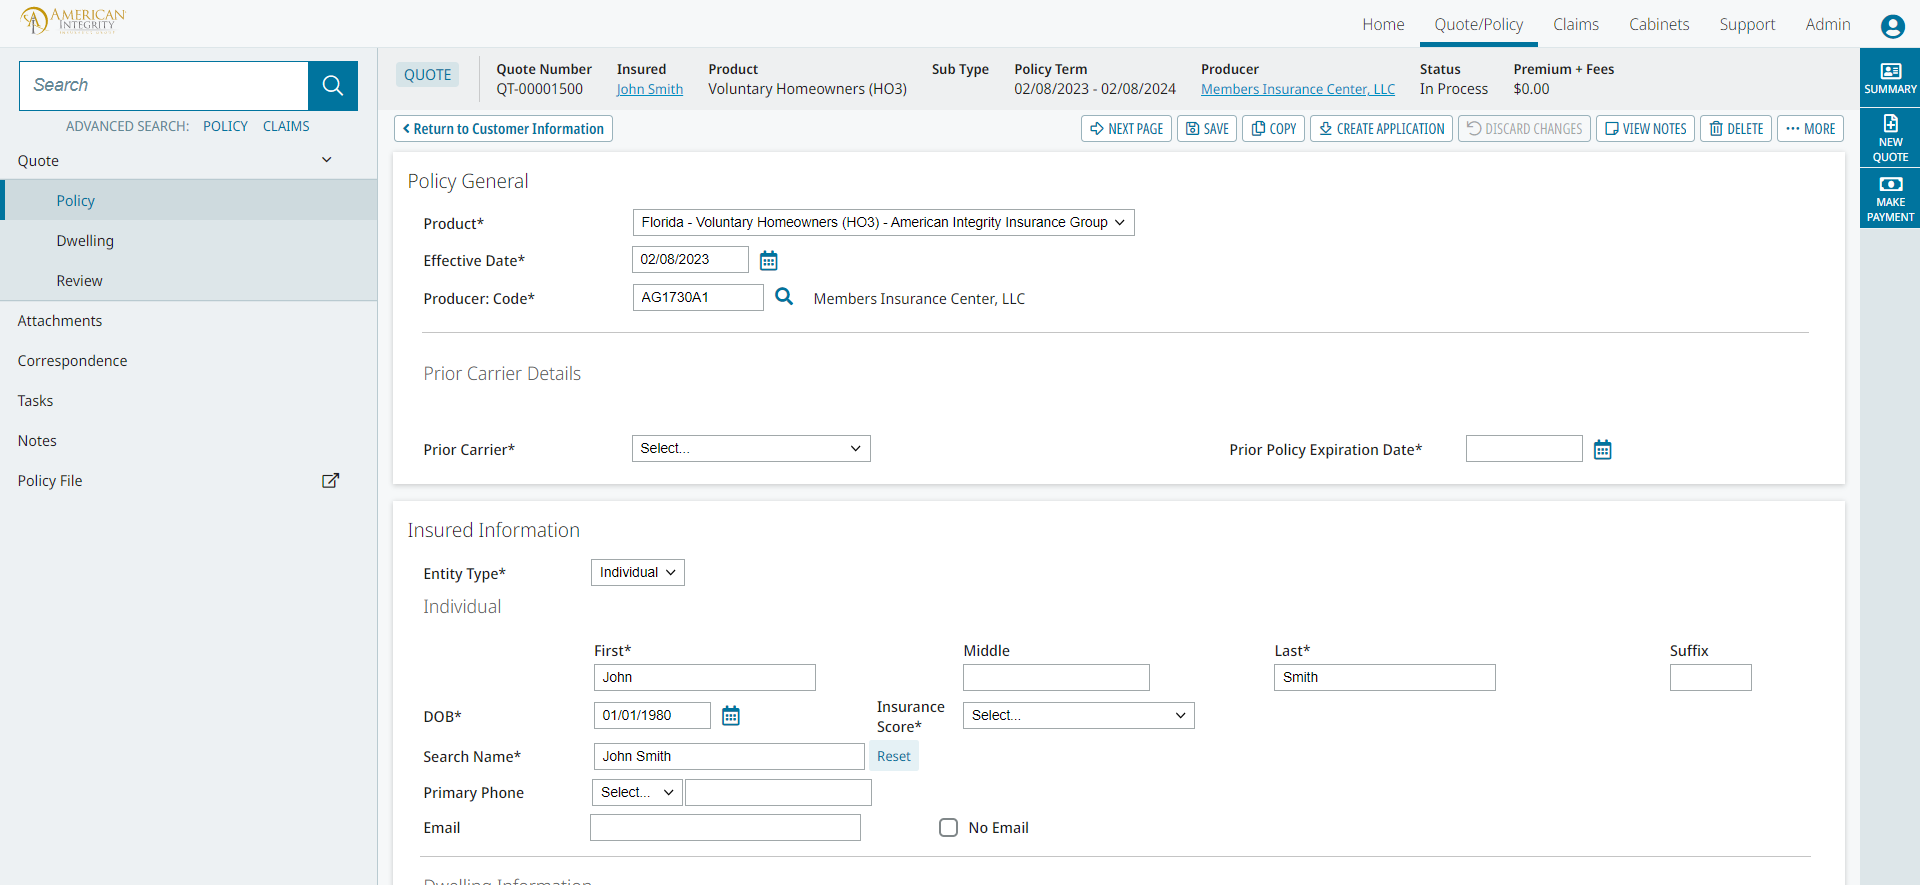 AMERICAN
INTEGRITY
INSURANCE GROUP
Home
Quote/Policy
Claims
Cabinets
Support
Admin
Search
ADVANCED SEARCH: POLICY CLAIMS
Quote
Policy
Dwelling
Review
Attachments
Correspondence
Tasks
Notes
Policy File
QUOTE
Quote Number
QT-00001500
Insured
John Smith
Product
Voluntary Homeowners (HO3)
Sub Type
Policy Term
02/08/2023 - 02/08/2024
Producer
Members Insurance Center, LLC
Status
In Process
Premium + Fees
$0.00
SUMMARY
NEW
QUOTE
MAKE
PAYMENT
Return to Customer Information
NEXT PAGE
SAVE
COPY
CREATE APPLICATION
DISCARD CHANGES
VIEW NOTES
DELETE
MORE
Policy General
Product* Florida - Voluntary Homeowners (HO3) - American Integrity Insurance Group
Effective Date* 02/08/2023
Producer: Code* AG1730A1 Members Insurance Center, LLC
Prior Carrier Details
Prior Carrier* Select... Prior Policy Expiration Date*
Insured Information
Entity Type* Individual
Individual
First* Middle Last* Suffix
John Smith
DOB* 01/01/1980
Insurance
Score*
Select...
Search Name* John Smith Reset
Primary Phone Select...
Email No Email
Dwelling Information